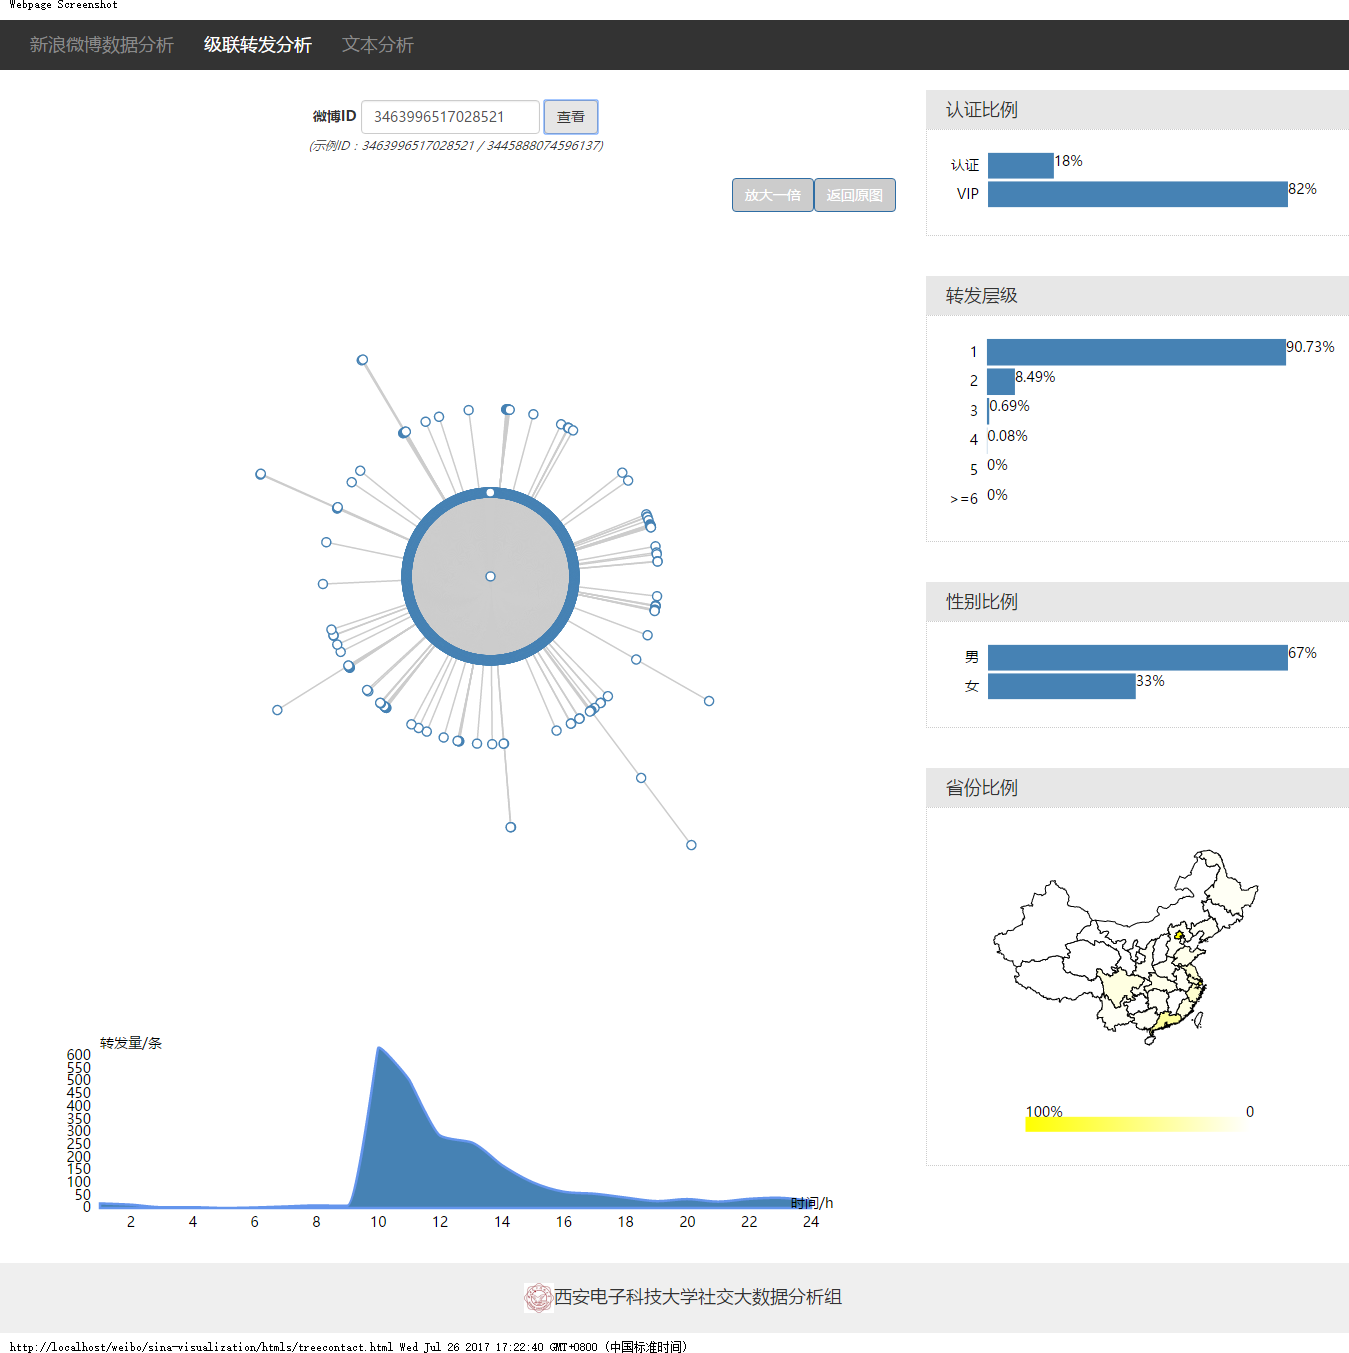 Webpage Screenshot
新浪微博数据分析 级联转发分析 文本分析
微博ID 3463996517028521 查看
(示例ID：3463996517028521 / 3445888074596137)
放大一倍 返回原图
认证比例
认证 18%
VIP 82%
转发层级
1 90.73%
2 8.49%
3 0.69%
4 0.08%
5 0%
>=6 0%
性别比例
男 67%
女 33%
省份比例
100% 0
转发量/条
600
550
500
450
400
350
300
250
200
150
100
50
0
时间/h
2 4 6 8 10 12 14 16 18 20 22 24
西安电子科技大学社交大数据分析组
http://localhost/weibo/sina-visualization/htmls/treecontact.html Wed Jul 26 2017 17:22:40 GMT+0800 (中国标准时间)